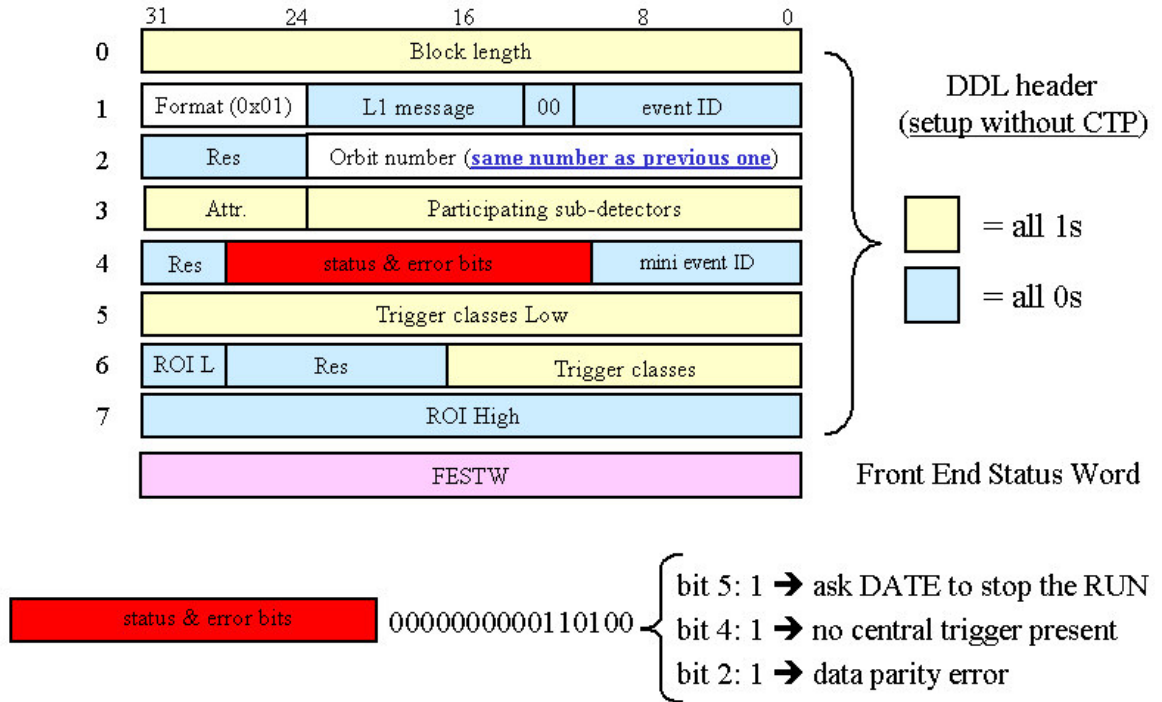 31 24 16 8 0
0 Block length
1 Format (0x01) L1 message 00 event ID
DDL header
(setup without CTP)
2 Res Orbit number (same number as previous one)
3 Attr. Participating sub-detectors
= all 1s
4 Res status & error bits mini event ID
= all 0s
5 Trigger classes Low
6 ROI L Res Trigger classes
7 ROI High
FESTW Front End Status Word
status & error bits 0000000000110100
bit 5: 1 ➔ ask DATE to stop the RUN
bit 4: 1 ➔ no central trigger present
bit 2: 1 ➔ data parity error